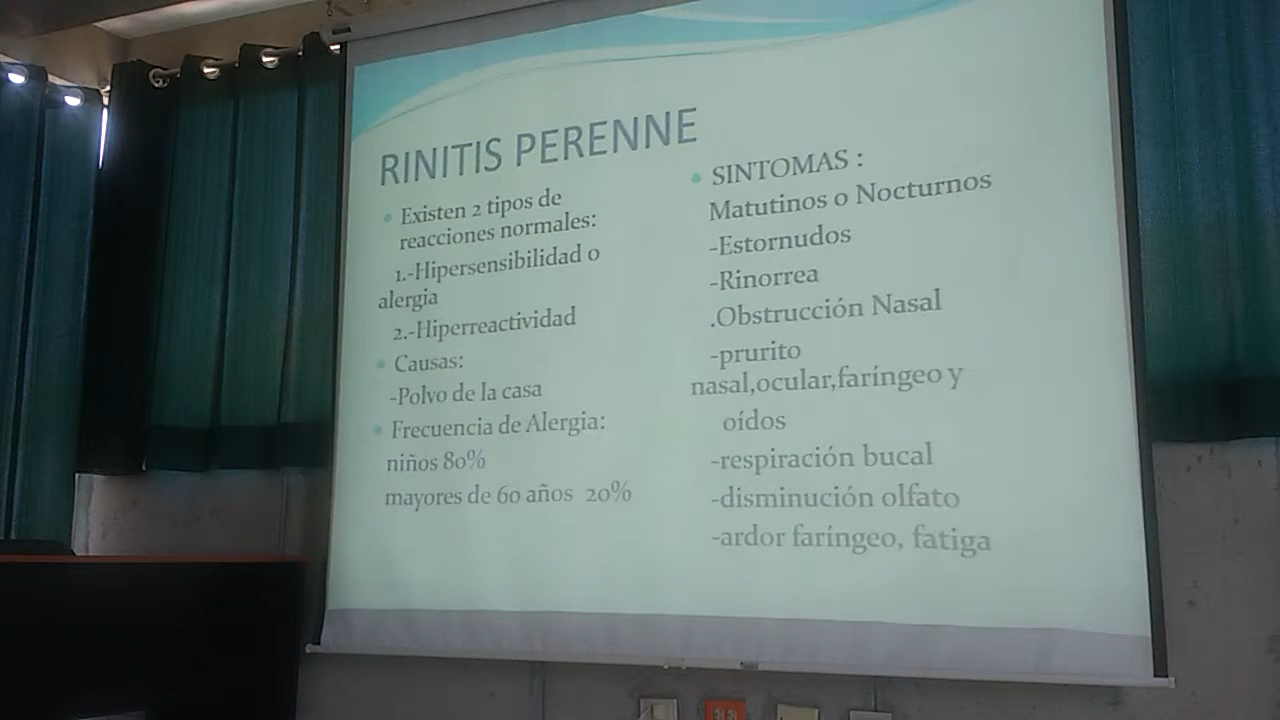 RINITIS PERENNE
Existen 2 tipos de
reacciones normales:
1.-Hipersensibilidad o
alergia
2.-Hiperreactividad
Causas:
-Polvo de la casa
Frecuencia de Alergia:
niños 80%
mayores de 60 años 20%
SINTOMAS :
Matutinos o Nocturnos
-Estornudos
-Rinorrea
.Obstrucción Nasal
-prurito
nasal,ocular,faríngeo y
oídos
-respiración bucal
-disminución olfato
-ardor faríngeo, fatiga